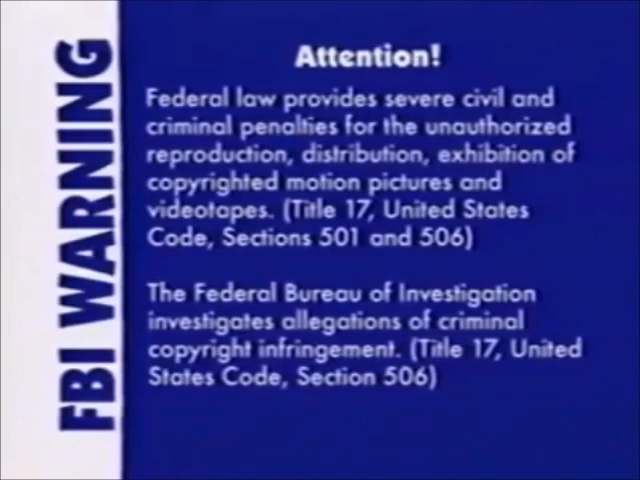 FBI WARNING
Attention!
Federal law provides severe civil and
criminal penalties for the unauthorized
reproduction, distribution, exhibition of
copyrighted motion pictures and
videotapes. (Title 17, United States
Code, Sections 501 and 506)
The Federal Bureau of Investigation
investigates allegations of criminal
copyright infringement. (Title 17, United
States Code, Section 506)